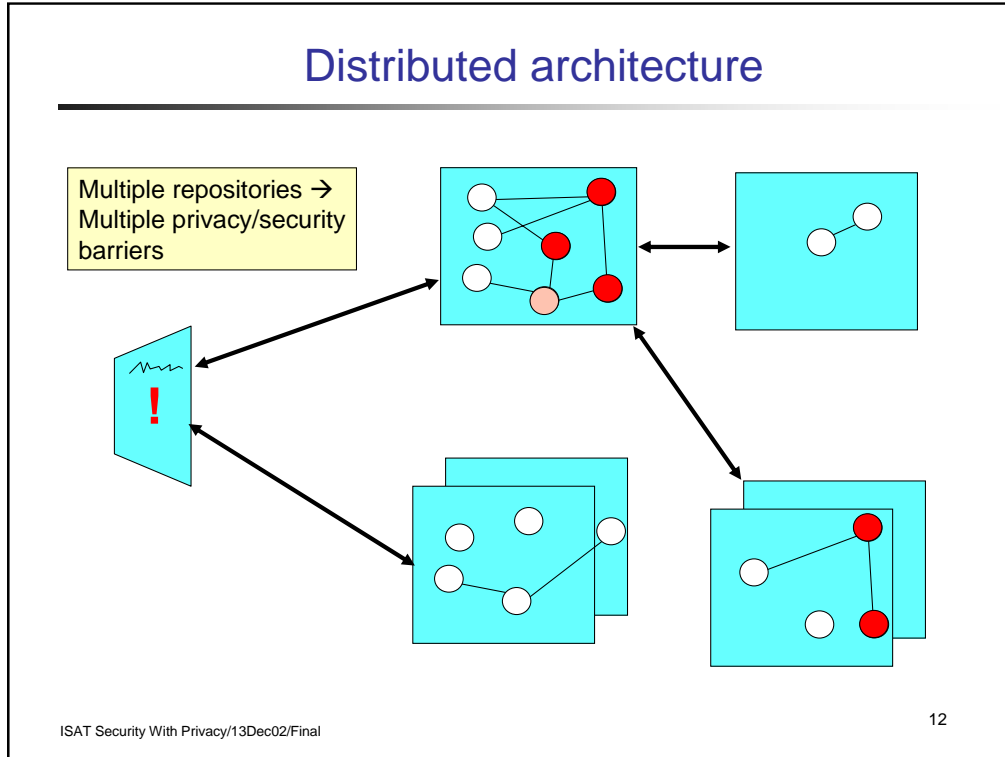 Distributed architecture
Multiple repositories →
Multiple privacy/security
barriers
!
ISAT Security With Privacy/13Dec02/Final
12